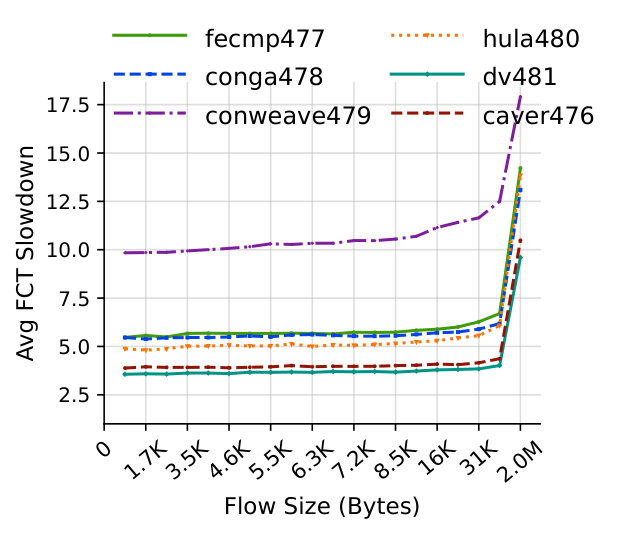 fecmp477 hula480
conga478 dv481
conweave479 caver476
17.5
15.0
12.5
10.0
7.5
5.0
2.5
Avg FCT Slowdown
0 1.7K 3.5K 4.6K 5.5K 6.3K 7.2K 8.5K 16K 31K 2.0M
Flow Size (Bytes)